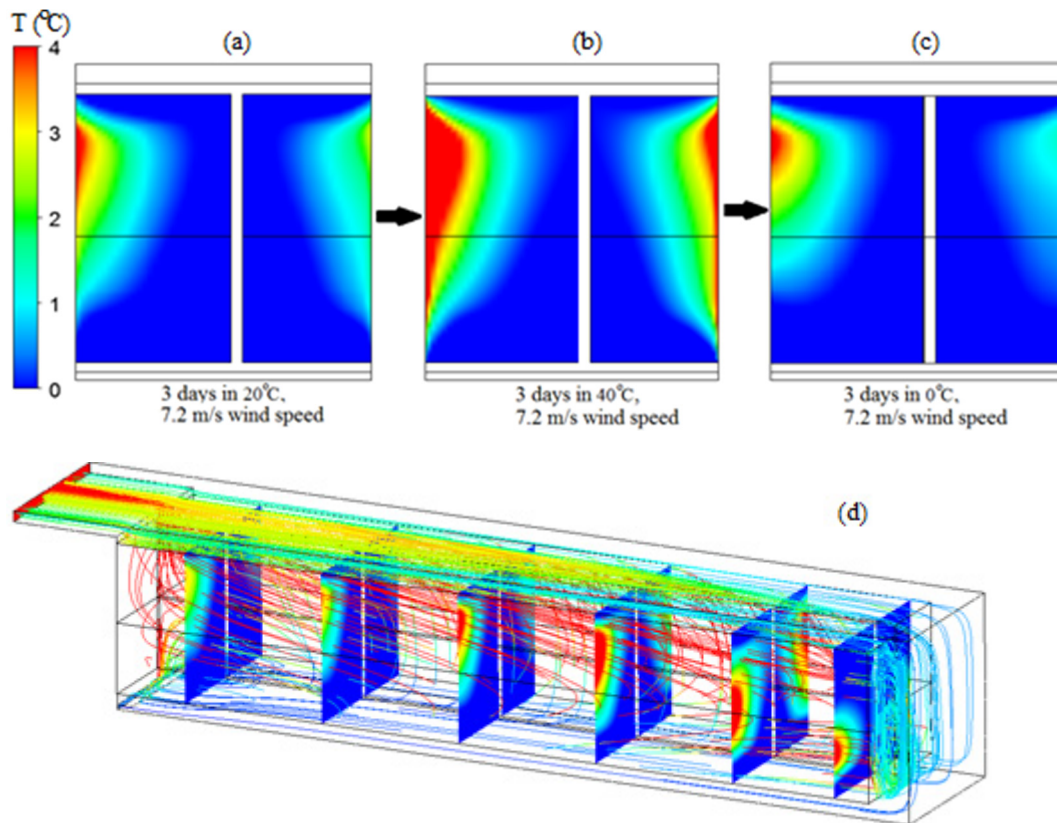 T (°C)
(a)
(b)
(c)
4
3
2
1
0
3 days in 20°C,
7.2 m/s wind speed
3 days in 40°C,
7.2 m/s wind speed
3 days in 0°C,
7.2 m/s wind speed
(d)